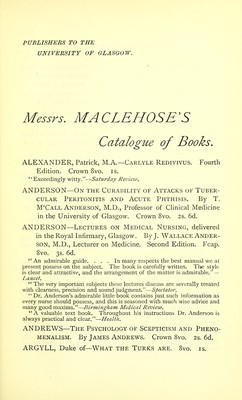 PUBLISHERS TO THE
UNIVERSITY OF GLASGOW.
Messrs. MACLEHOSE'S
Catalogue of Books.
ALEXANDER, Patrick, M.A.—CARLYLE REDIVIVUS. Fourth
Edition. Crown 8vo. 1s.
"Exceedingly witty."—Saturday Review.
ANDERSON—ON THE CURABILITY OF ATTACKS OF TUBER-
CULAR PERITONITIS AND ACUTE PHTHISIS. By T.
M'CALL ANDERSON, M.D., Professor of Clinical Medicine
in the University of Glasgow. Crown 8vo. 2s. 6d.
ANDERSON—LECTURES ON MEDICAL NURSING, delivered
in the Royal Infirmary, Glasgow. By J. WALLACE ANDER-
SON, M.D., Lecturer on Medicine. Second Edition. Fcap.
8vo. 3s. 6d.
"An admirable guide. . . . In many respects the best manual we at
present possess on the subject. The book is carefully written. The style
is clear and attractive, and the arrangement of the matter is admirable."—
Lancet.
"The very important subjects these lectures discuss are severally treated
with clearness, precision and sound judgment."—Spectator.
"Dr. Anderson's admirable little book contains just such information as
every nurse should possess, and this is seasoned with much wise advice and
many good maxims."—Birmingham Medical Review.
"A valuable text book. Throughout his instructions Dr. Anderson is
always practical and clear."—Health.
ANDREWS—THE PSYCHOLOGY OF SCEPTICISM AND PHENO-
MENALISM. By JAMES ANDREWS. Crown 8vo. 2s. 6d.
ARGYLL, Duke of—WHAT THE TURKS ARE. 8vo. 1s.